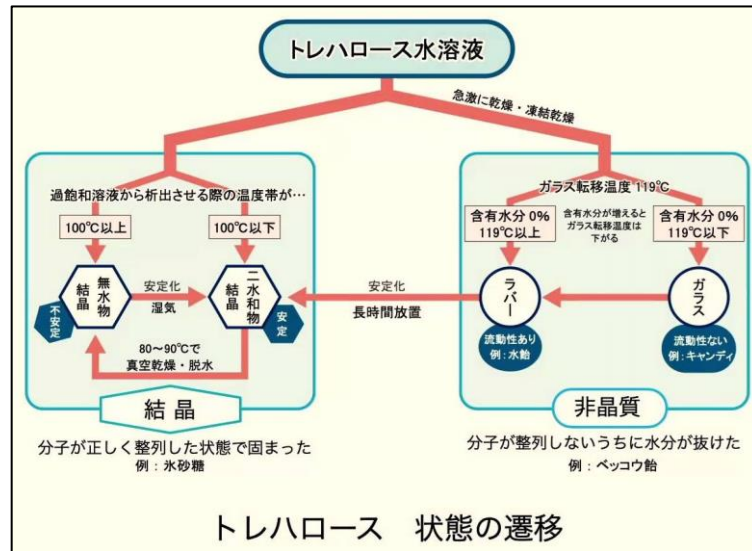 トレハロース水溶液
急激に乾燥・凍結乾燥
過飽和溶液から析出させる際の温度帯が…
100℃以上
100℃以下
無水物
結晶
不安定
安定化
湿気
二水和物
結晶
安定
80〜90℃で
真空乾燥・脱水
結晶
分子が正しく整列した状態で固まった
例：氷砂糖
安定化
長時間放置
ガラス転移温度 119℃
含有水分 0%
119℃以上
含有水分が増えると
ガラス転移温度は
下がる
含有水分 0%
119℃以下
ラバー
流動性あり
例：水飴
ガラス
流動性ない
例：キャンディ
非晶質
分子が整列しないうちに水分が抜けた
例：ベッコウ飴
トレハロース 状態の遷移